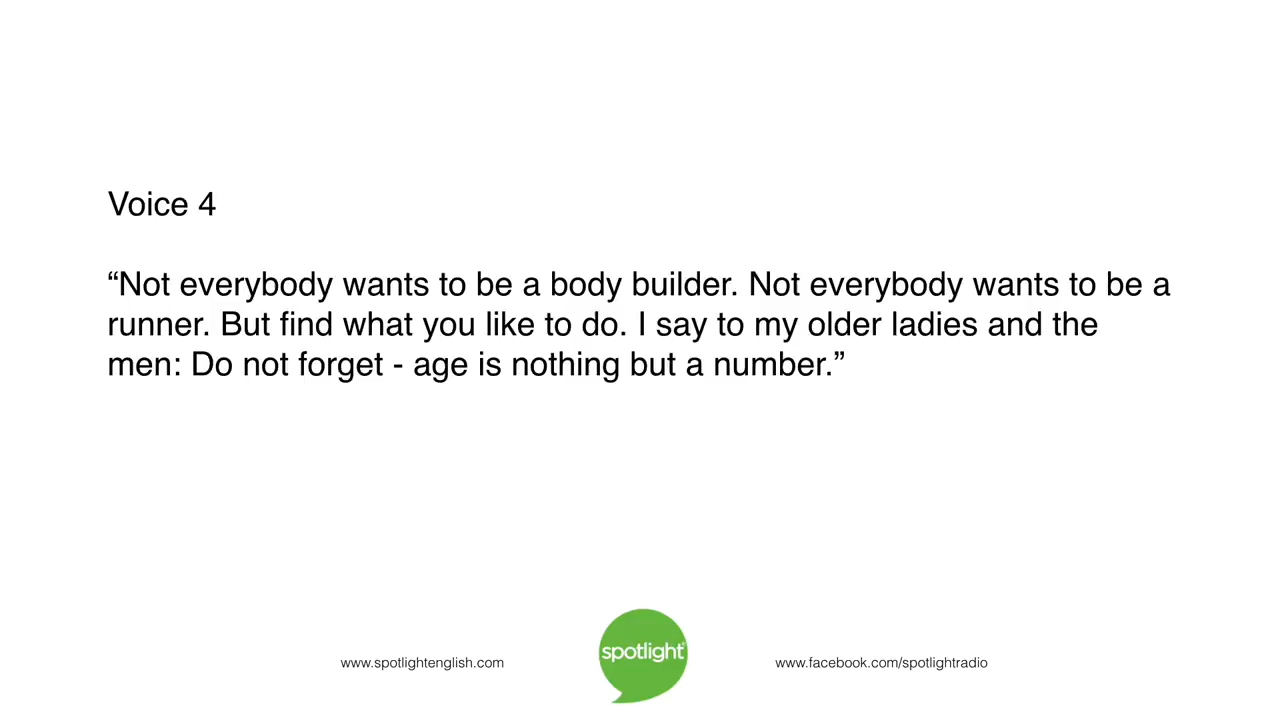 Voice 4
“Not everybody wants to be a body builder. Not everybody wants to be a
runner. But find what you like to do. I say to my older ladies and the
men: Do not forget - age is nothing but a number.”
www.spotlightenglish.com
spotlight
www.facebook.com/spotlightradio